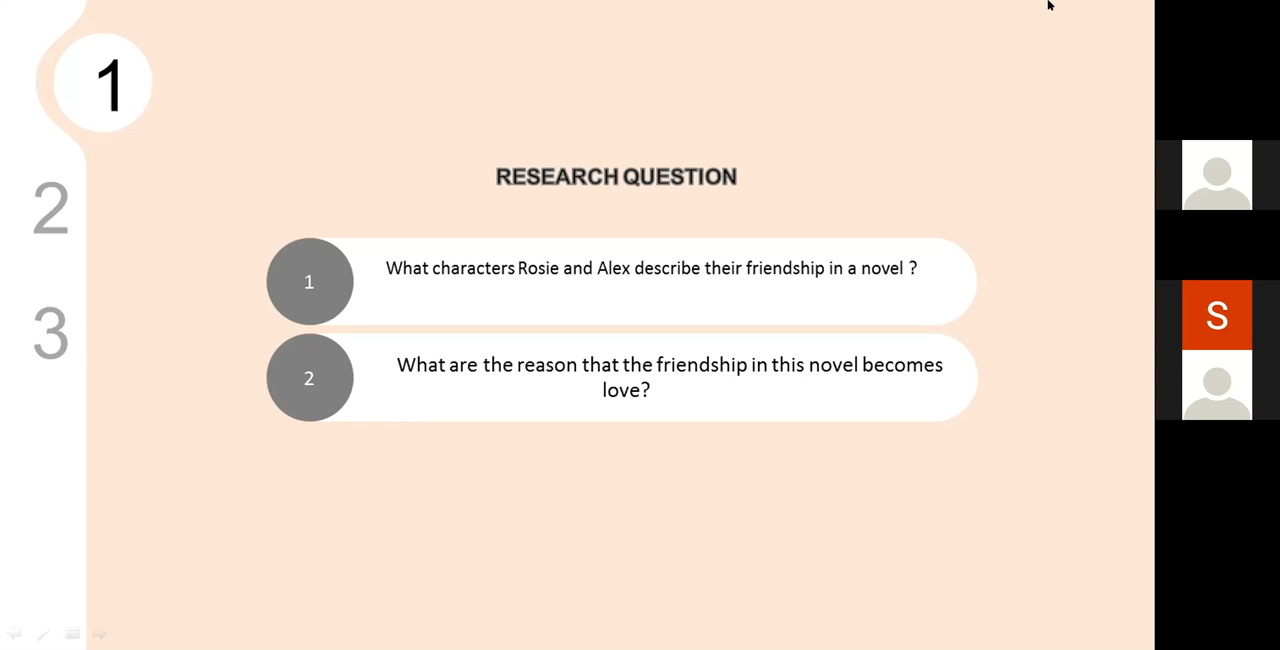 1
2
3
RESEARCH QUESTION
1
What characters Rosie and Alex describe their friendship in a novel ?
2
What are the reason that the friendship in this novel becomes
love?
S